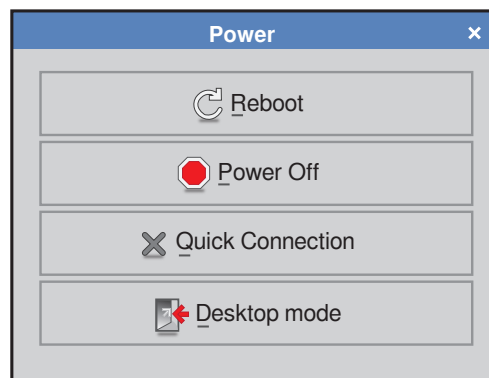 Power
Reboot
Power Off
Quick Connection
Desktop mode